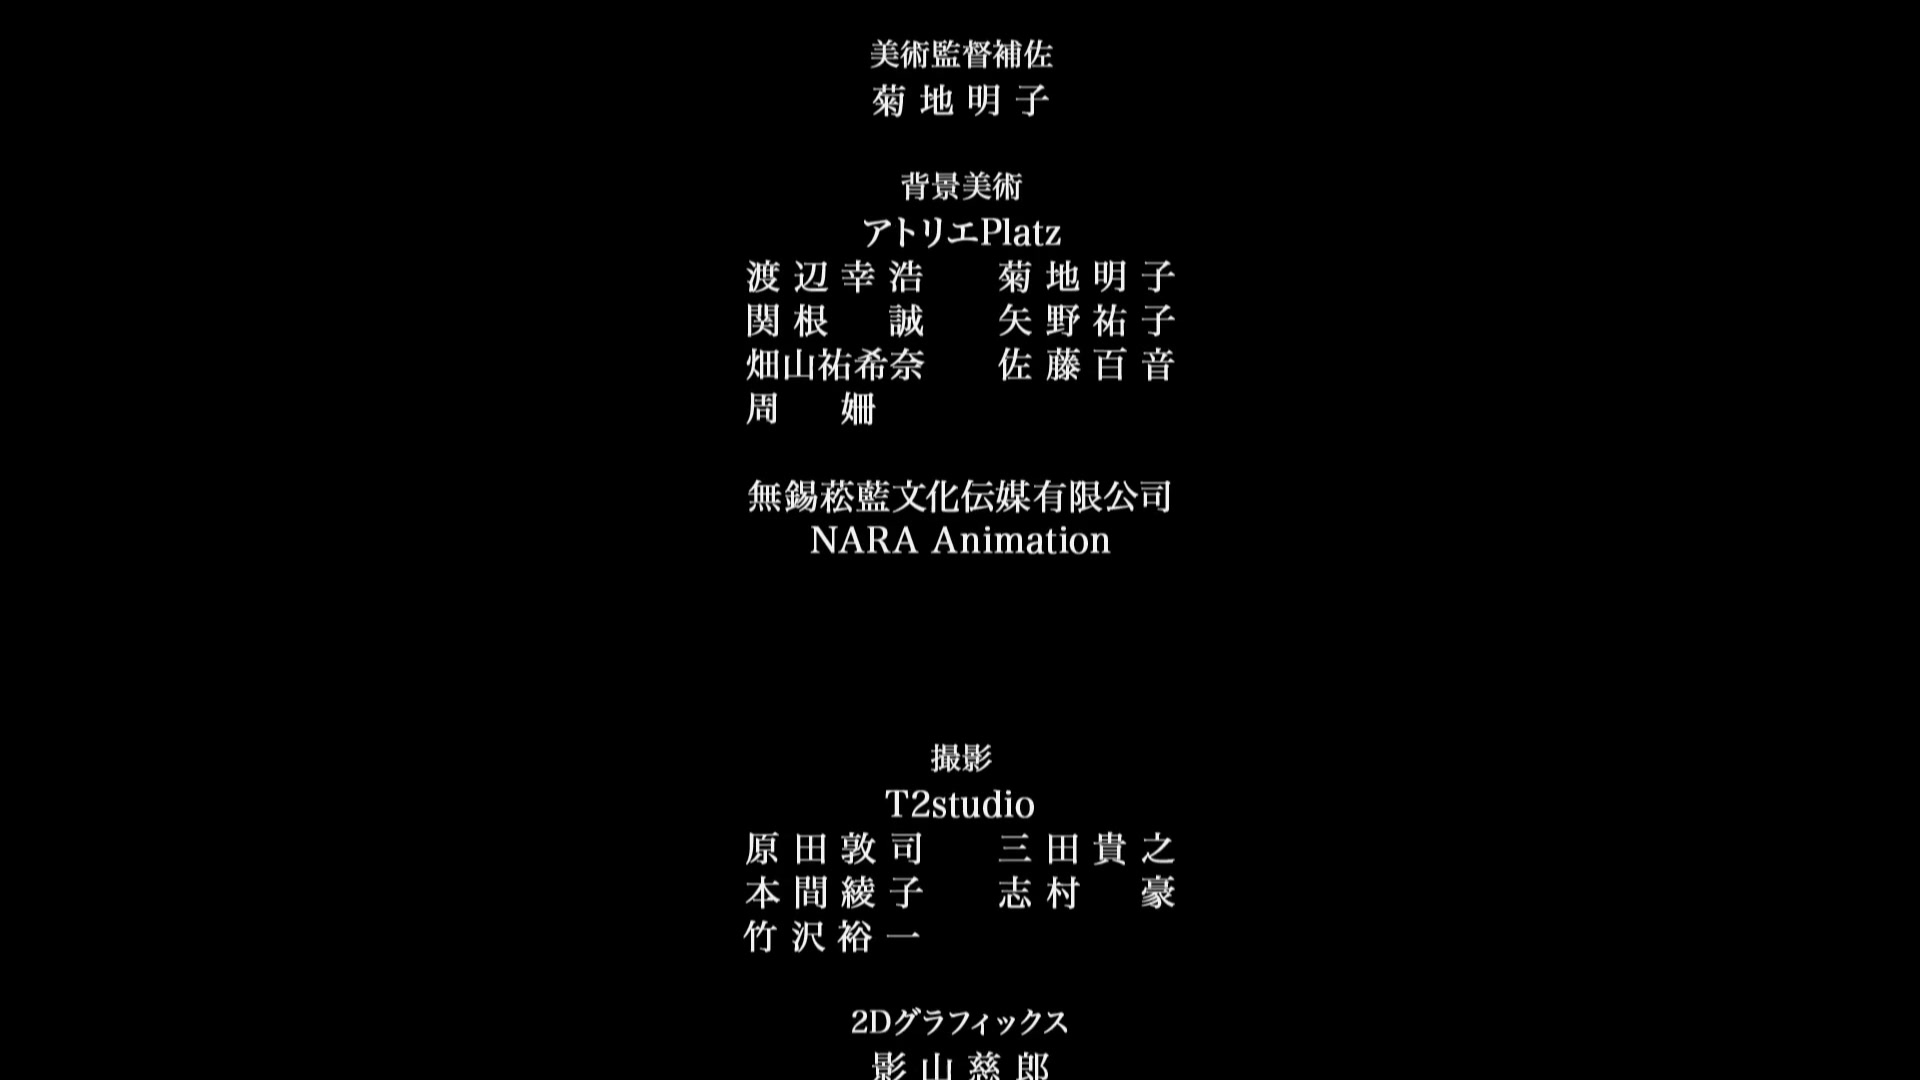 美術監督補佐
菊地明子
背景美術
アトリエPlatz
渡辺幸浩 菊地明子
関根 誠 矢野祐子
畑山祐希奈 佐藤百音
周 姗
無錫菘藍文化伝媒有限公司
NARA Animation
撮影
T2studio
原田敦司 三田貴之
本間綾子 志村 豪
竹沢裕一
2Dグラフィックス
影山慈郎